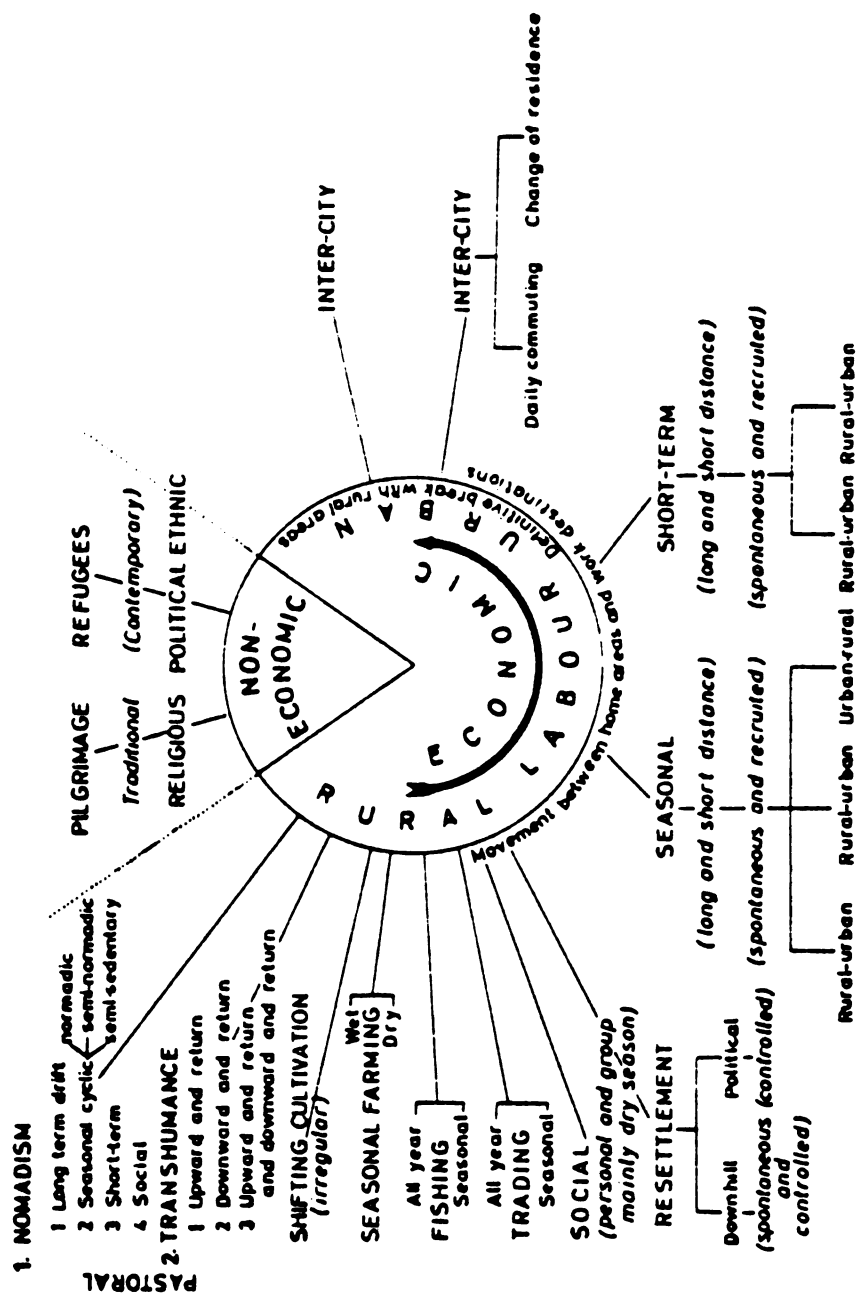 PASTORAL
1. NOMADISM
1 Long term drift
2 Seasonal cyclic
3 Short-term
4 Social
normadic
semi-normadic
semi sedentary
2. TRANSHUMANCE
1 Upward and return
2 Downward and return
3 Upward and return
and downward and return
SHIFTING CULTIVATION
(irregular)
SEASONAL FARMING
Wet
Dry
All year
FISHING
Seasonal
All year
TRADING
Seasonal
SOCIAL
(personal and group
mainly dry season)
RESETTLEMENT
Downhill
(spontaneous
and
controlled)
Political
(controlled)
PILGRIMAGE
Traditional
RELIGIOUS
REFUGEES
(Contemporary)
POLITICAL ETHNIC
NON-
ECONOMIC
ECONOMIC
RURAL LABOUR URBAN
Definitive break with rural areas
Movement between home areas and work destinations
INTER-CITY
INTER-CITY
Daily commuting
Change of residence
SEASONAL
(long and short distance)
(spontaneous and recruited)
Rural-urban
Rural-urban
Urban-rural
SHORT-TERM
(long and short distance)
(spontaneous and recruited)
Rural-urban
Rural-urban